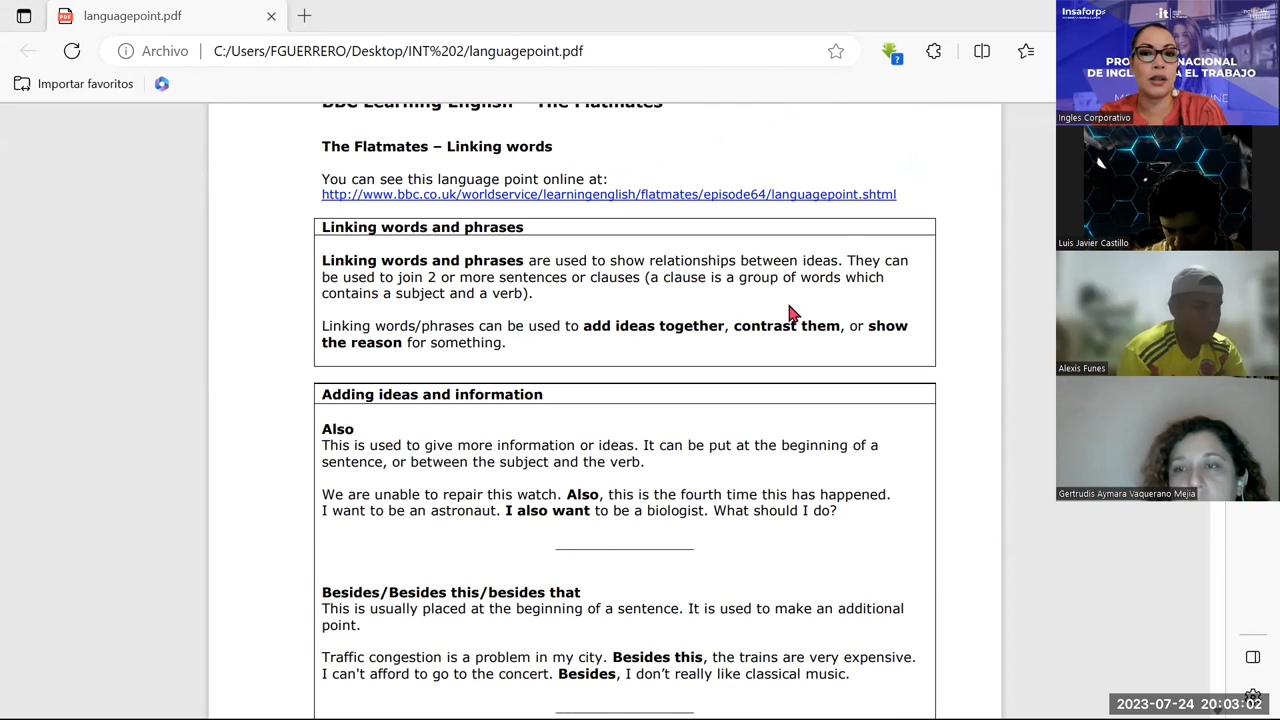 languagepoint.pdf
Archivo
C:/Users/FGUERRERO/Desktop/INT%202/languagepoint.pdf
Importar favoritos
BBC Learning English – The Flatmates
The Flatmates – Linking words
You can see this language point online at:
http://www.bbc.co.uk/worldservice/learningenglish/flatmates/episode64/languagepoint.shtml
Linking words and phrases
Linking words and phrases are used to show relationships between ideas. They can
be used to join 2 or more sentences or clauses (a clause is a group of words which
contains a subject and a verb).
Linking words/phrases can be used to add ideas together, contrast them, or show
the reason for something.
Adding ideas and information
Also
This is used to give more information or ideas. It can be put at the beginning of a
sentence, or between the subject and the verb.
We are unable to repair this watch. Also, this is the fourth time this has happened.
I want to be an astronaut. I also want to be a biologist. What should I do?
Besides/Besides this/besides that
This is usually placed at the beginning of a sentence. It is used to make an additional
point.
Traffic congestion is a problem in my city. Besides this, the trains are very expensive.
I can't afford to go to the concert. Besides, I don't really like classical music.
Insaforp
Ingles Corporativo
Luis Javier Castillo
Alexis Funes
Gertrudis Aymara Vaquerano Mejia
2023-07-24 20:03:02